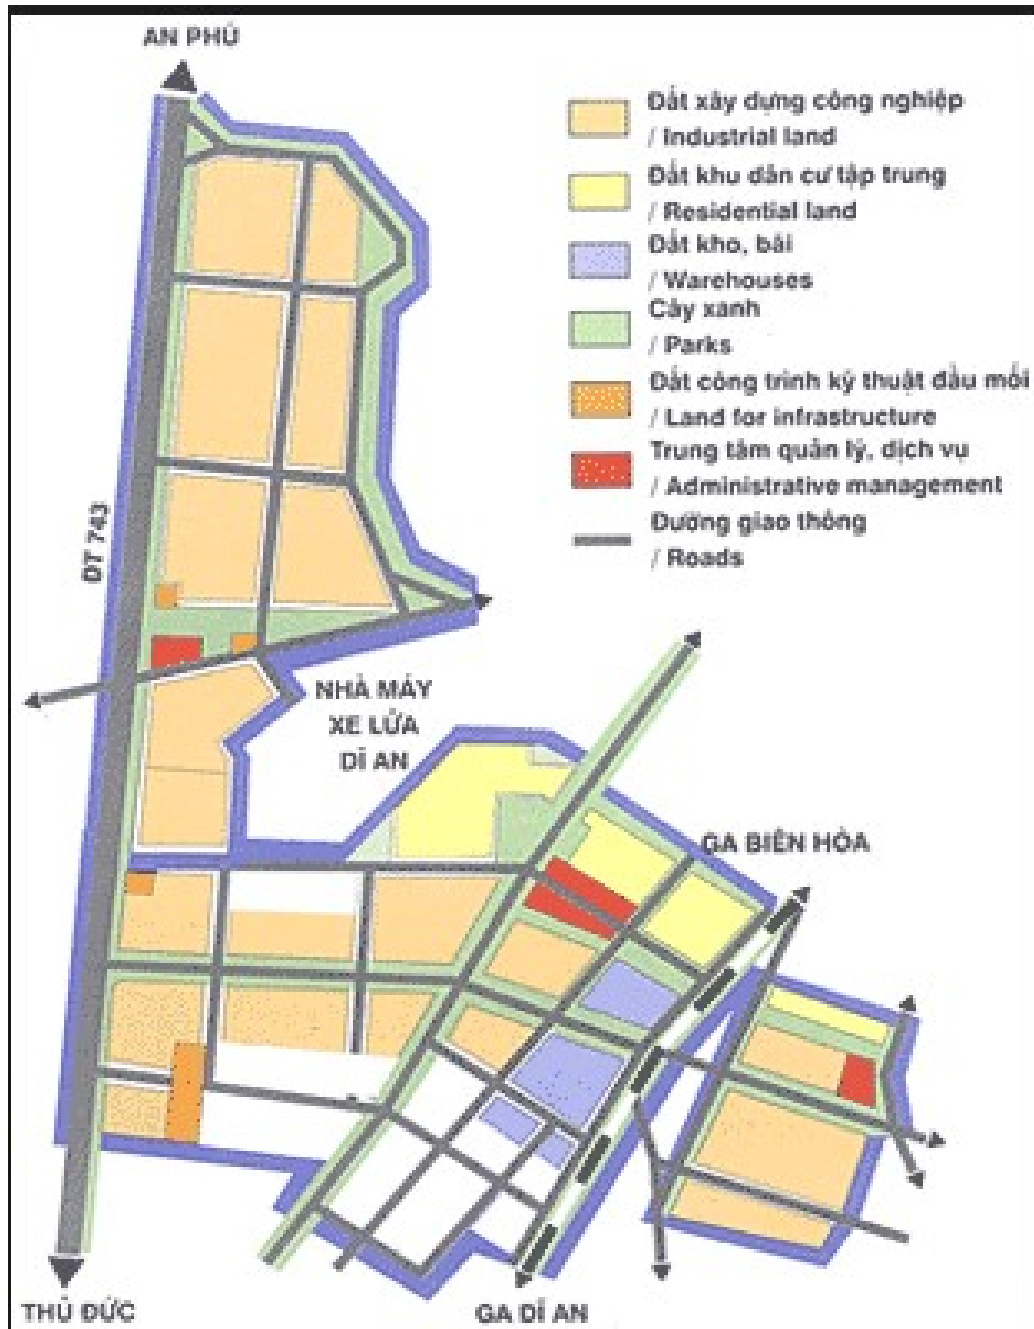 AN PHÚ
Đất xây dựng công nghiệp
/ Industrial land
Đất khu dân cư tập trung
/ Residential land
Đất kho, bãi
/ Warehouses
Cây xanh
/ Parks
Đất công trình kỹ thuật đầu mối
/ Land for infrastructure
Trung tâm quản lý, dịch vụ
/ Administrative management
Đường giao thông
/ Roads
ĐT 743
NHÀ MÁY
XE LỬA
DĨ AN
GA BIÊN HÒA
THỦ ĐỨC
GA DĨ AN